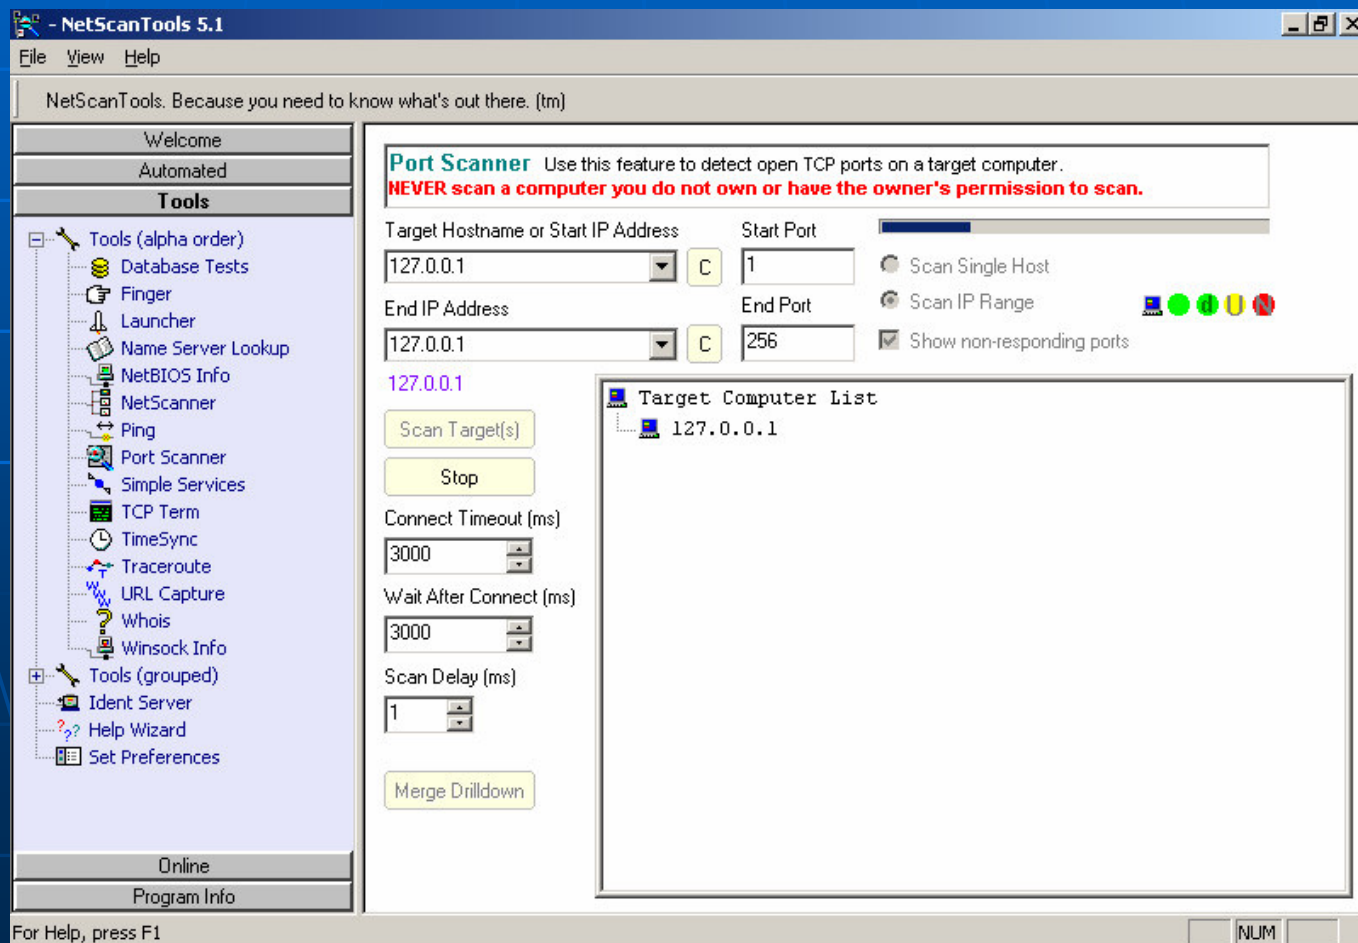 - NetScanTools 5.1
File View Help
NetScanTools. Because you need to know what's out there. (tm)
Welcome
Automated
Tools
Tools (alpha order)
Database Tests
Finger
Launcher
Name Server Lookup
NetBIOS Info
NetScanner
Ping
Port Scanner
Simple Services
TCP Term
TimeSync
Traceroute
URL Capture
Whois
Winsock Info
Tools (grouped)
Ident Server
Help Wizard
Set Preferences
Online
Program Info
Port Scanner Use this feature to detect open TCP ports on a target computer.
NEVER scan a computer you do not own or have the owner's permission to scan.
Target Hostname or Start IP Address Start Port
127.0.0.1 C 1 Scan Single Host
End IP Address End Port Scan IP Range d U N
127.0.0.1 C 256 Show non-responding ports
127.0.0.1
Scan Target(s)
Stop
Connect Timeout (ms)
3000
Wait After Connect (ms)
3000
Scan Delay (ms)
1
Merge Drilldown
Target Computer List
127.0.0.1
For Help, press F1 NUM